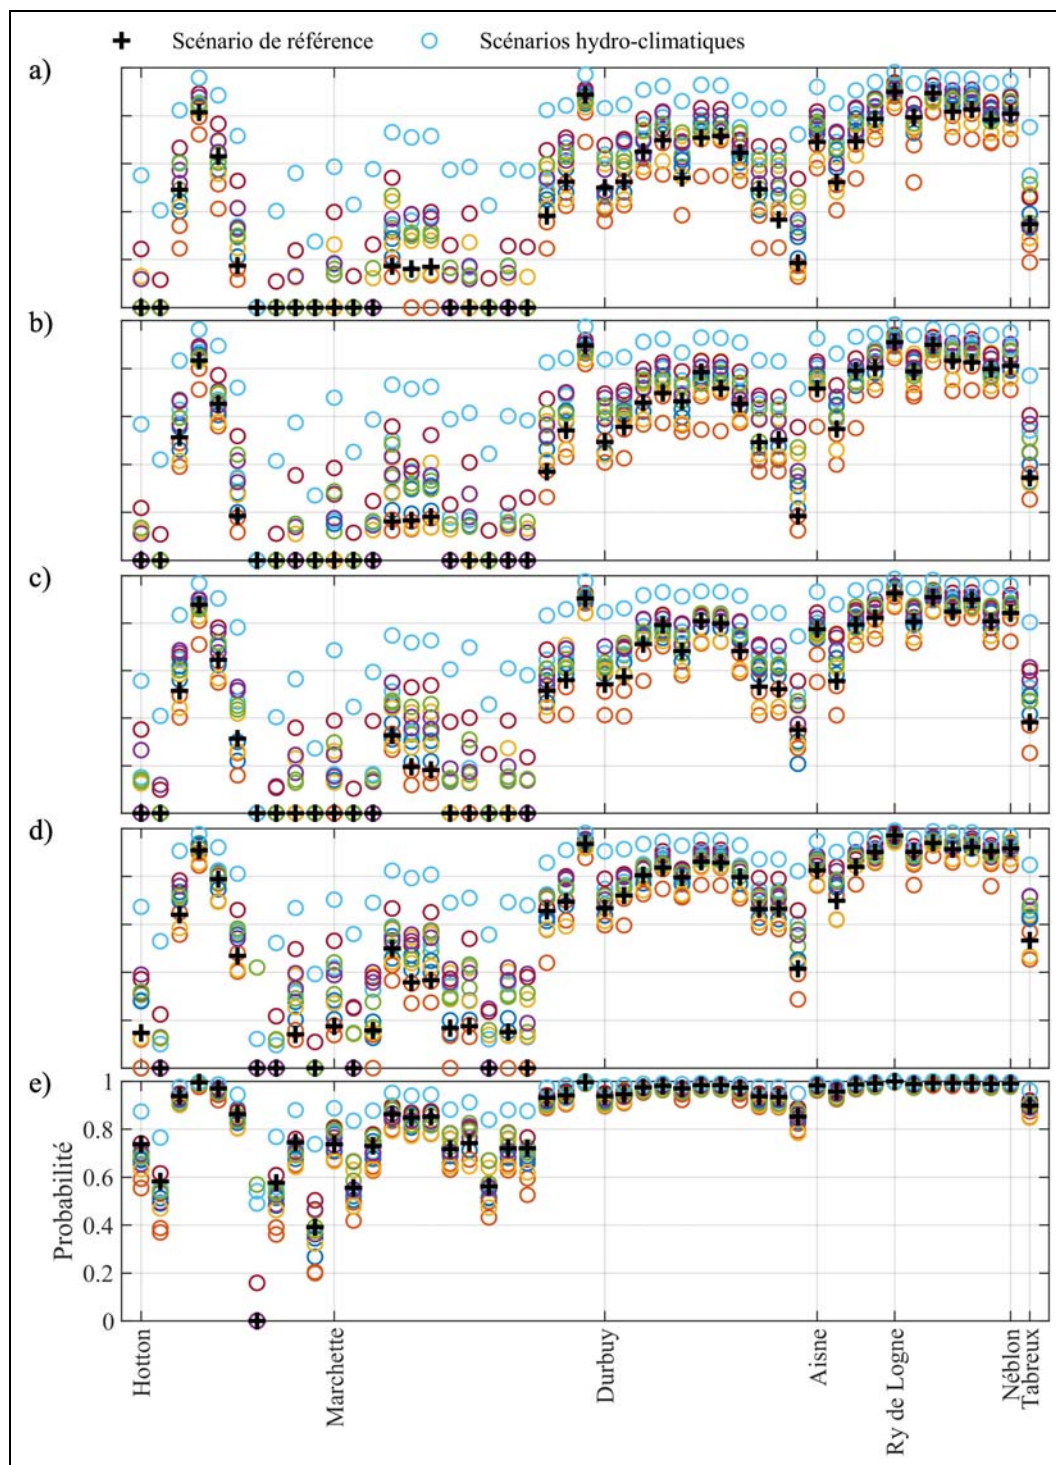 Scénario de référence
Scénarios hydro-climatiques
a)
b)
c)
d)
e)
1
0.8
0.6
0.4
0.2
0
Probabilité
Hotton
Marchette
Durbuy
Aisne
Ry de Logne
Néblon
Tabreux